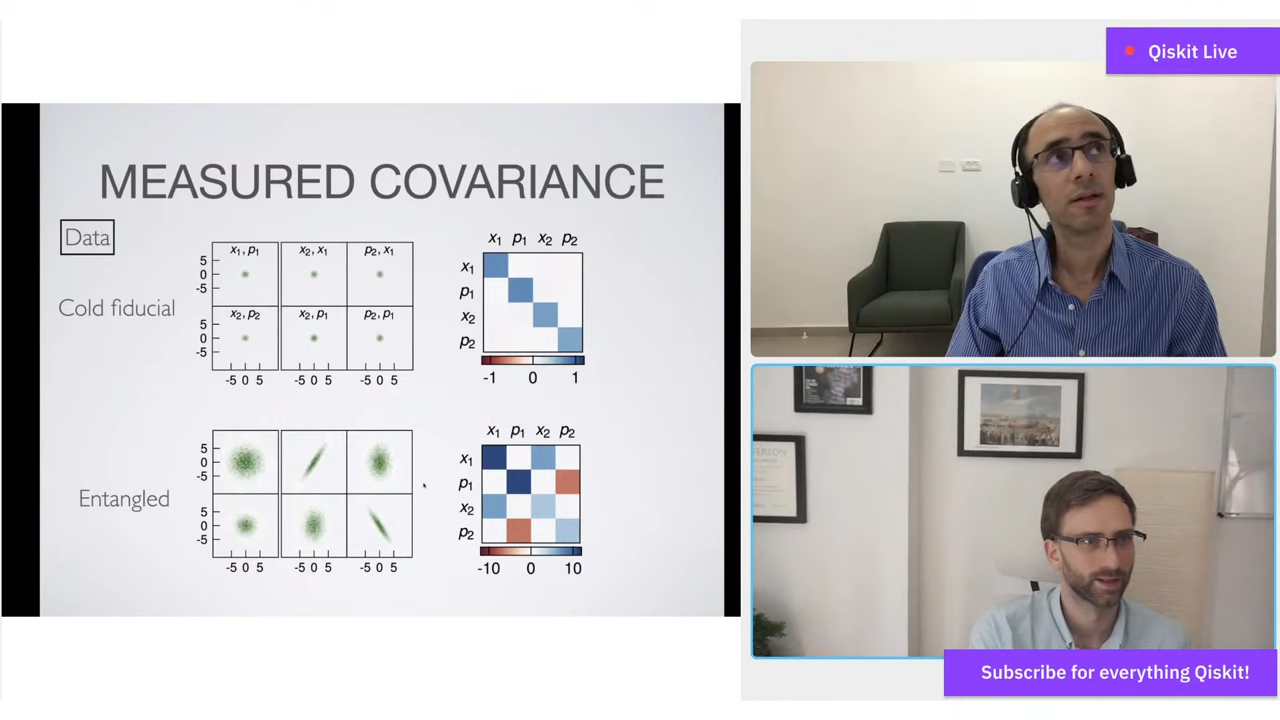 Qiskit Live
MEASURED COVARIANCE
Data
Cold fiducial
x1, p1
x2, x1
p2, x1
5
0
-5
x2, p2
x2, p1
p2, p1
5
0
-5
-5 0 5
-5 0 5
-5 0 5
x1 p1 x2 p2
x1
p1
x2
p2
-1 0 1
Entangled
5
0
-5
5
0
-5
-5 0 5
-5 0 5
-5 0 5
x1 p1 x2 p2
x1
p1
x2
p2
-10 0 10
Subscribe for everything Qiskit!